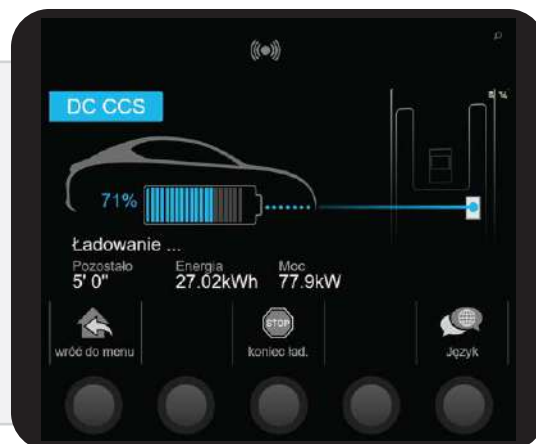 DC CCS
71%
Ładowanie ...
Pozostało Energia Moc
5' 0" 27.02kWh 77.9kW
STOP
wróć do menu koniec ład. Język